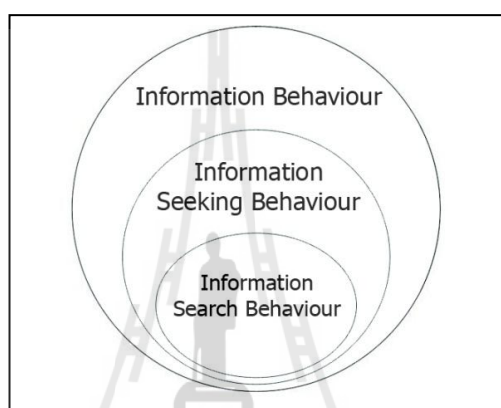 Information Behaviour
Information
Seeking Behaviour
Information
Search Behaviour